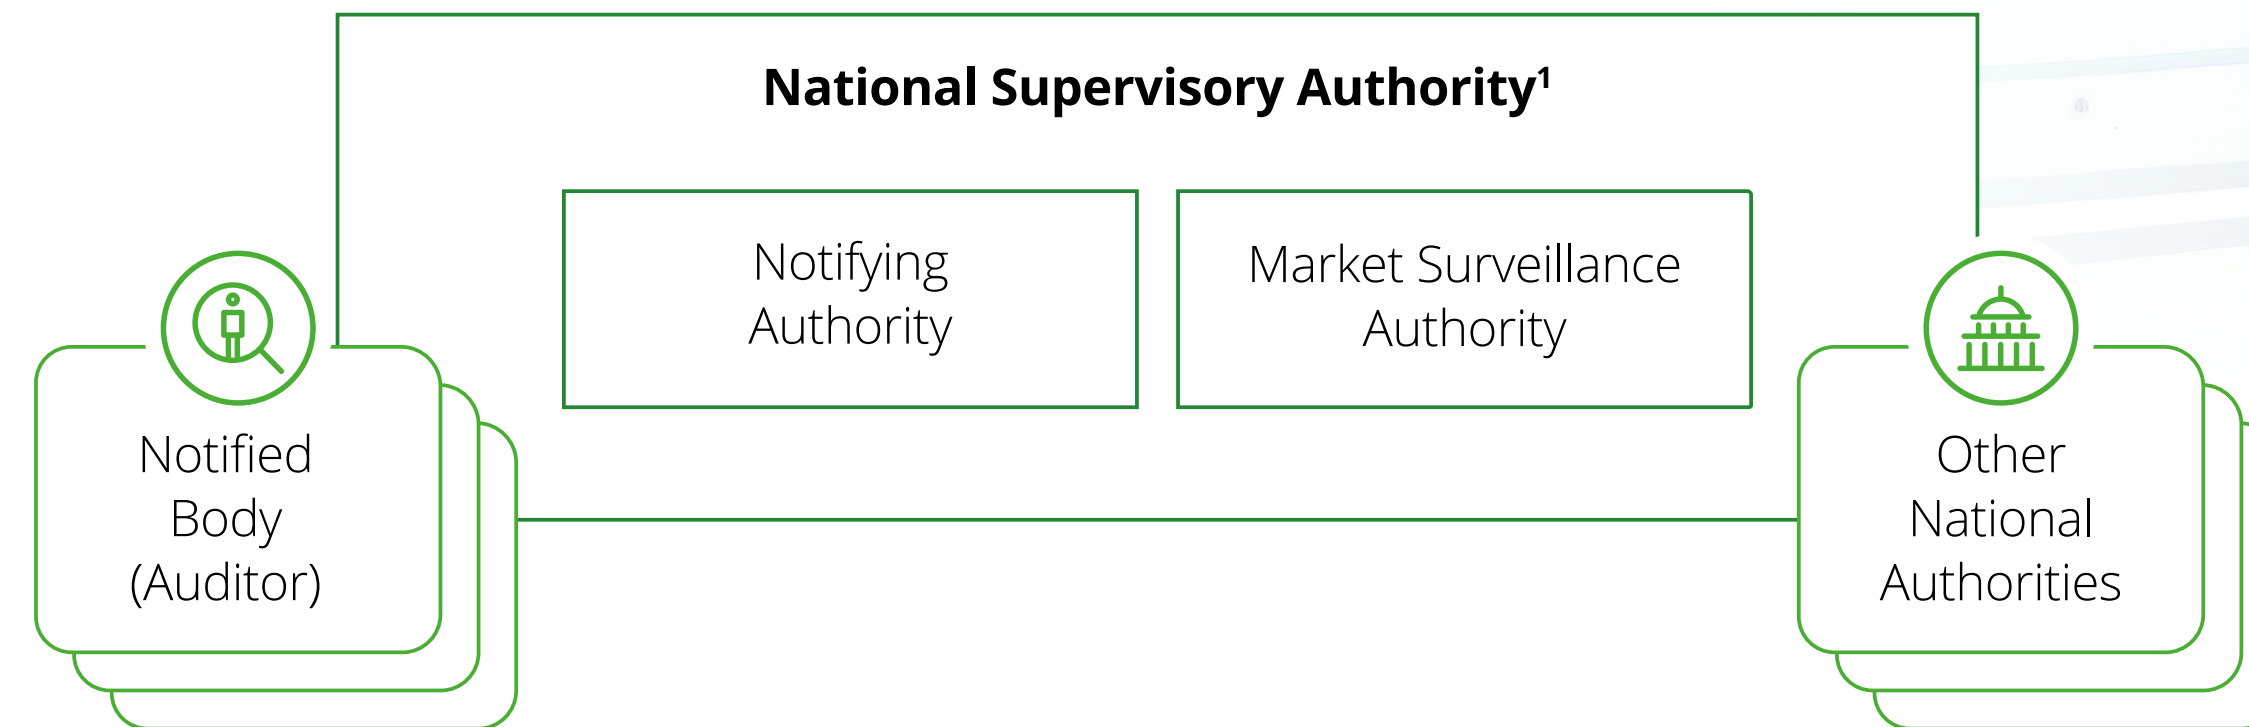 National Supervisory Authority¹
Notifying
Authority
Market Surveillance
Authority
Notified
Body
(Auditor)
Other
National
Authorities